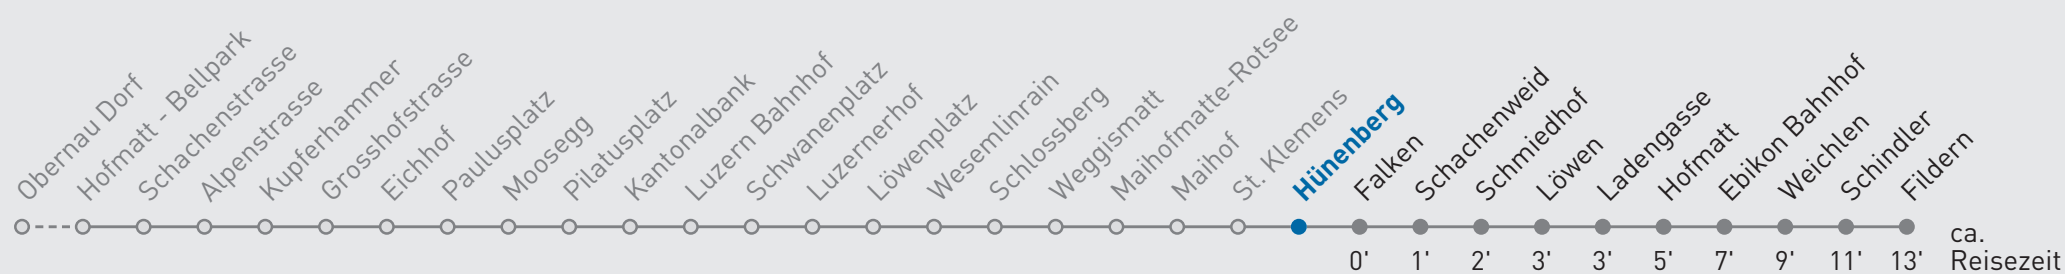 Obernau Dorf
Hofmatt - Bellpark
Schachenstrasse
Alpenstrasse
Kupferhammer
Grosshofstrasse
Eichhof
Paulusplatz
Moosegg
Pilatusplatz
Kantonalbank
Luzern Bahnhof
Schwanenplatz
Luzernerhof
Löwenplatz
Wesemlinrain
Schlossberg
Weggismatt
Maihofmatte-Rotsee
Maihof
St. Klemens
Hünenberg
Falken
Schachenweid
Schmiedhof
Löwen
Ladengasse
Hofmatt
Ebikon Bahnhof
Weichlen
Schindler
Fildern
0' 1' 2' 3' 3' 5' 7' 9' 11' 13'
ca.
Reisezeit